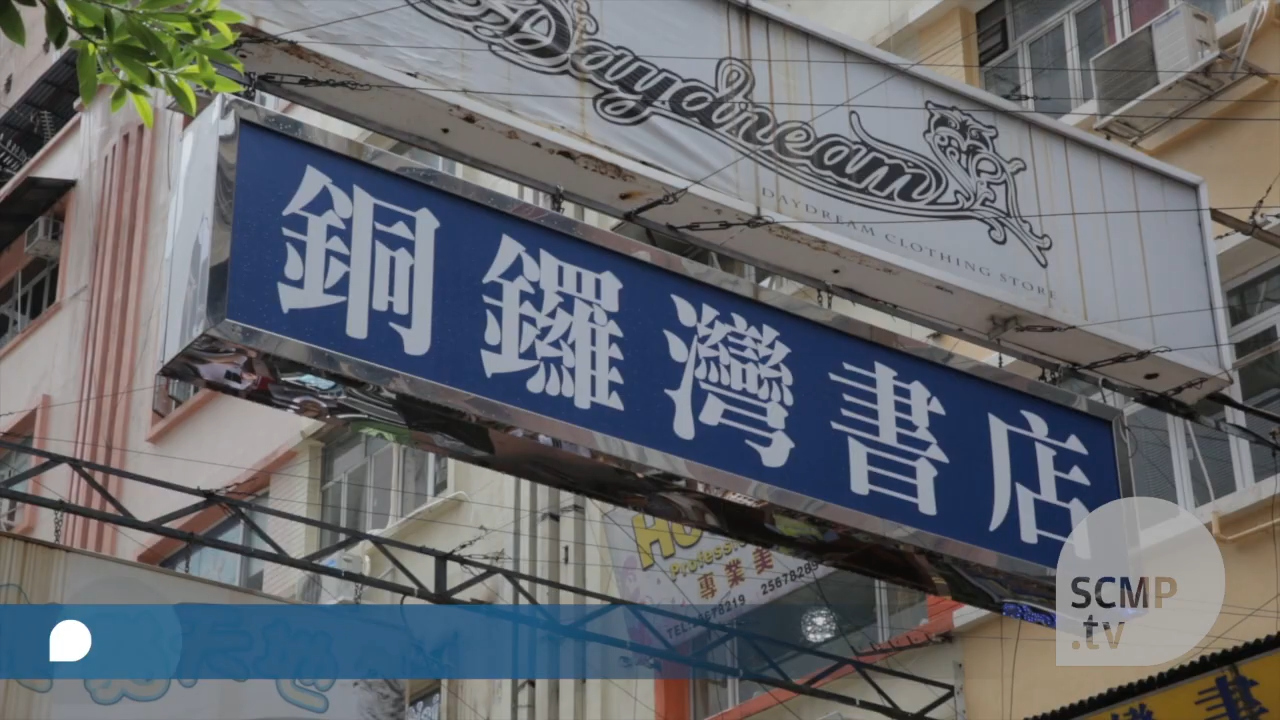 Daydream
DAYDREAM CLOTHING STORE
銅鑼灣書店
專業美
SCMP
.tv